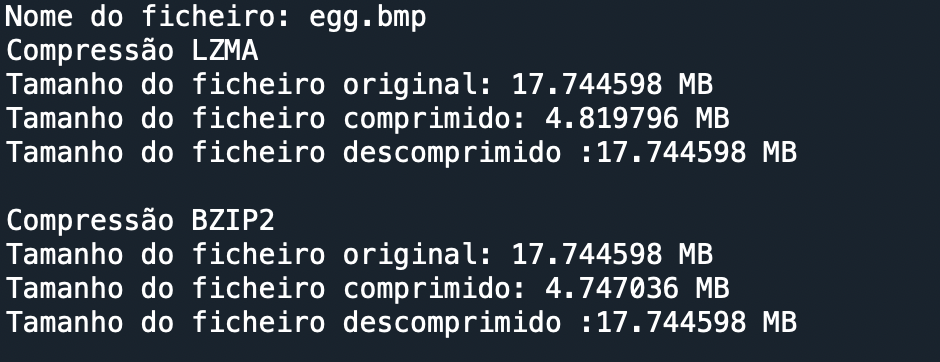 Nome do ficheiro: egg.bmp
Compressão LZMA
Tamanho do ficheiro original: 17.744598 MB
Tamanho do ficheiro comprimido: 4.819796 MB
Tamanho do ficheiro descomprimido :17.744598 MB
Compressão BZIP2
Tamanho do ficheiro original: 17.744598 MB
Tamanho do ficheiro comprimido: 4.747036 MB
Tamanho do ficheiro descomprimido :17.744598 MB